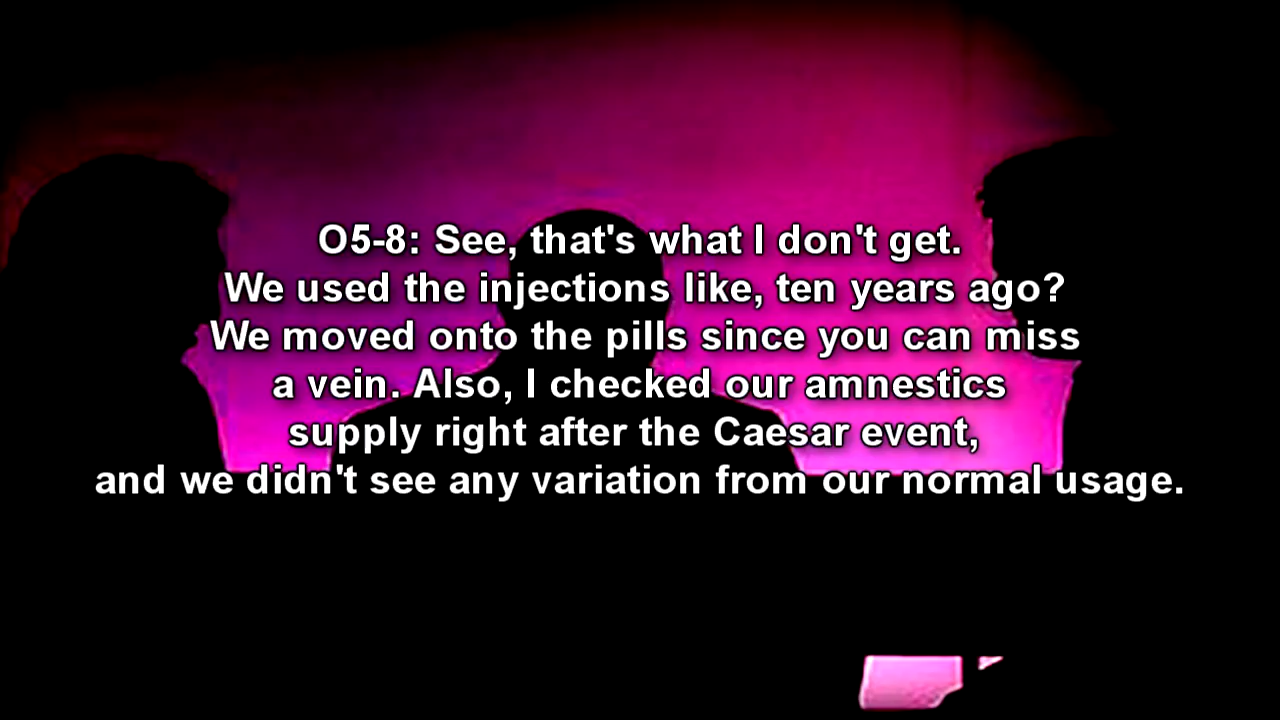 O5-8: See, that's what I don't get.
We used the injections like, ten years ago?
We moved onto the pills since you can miss
a vein. Also, I checked our amnestics
supply right after the Caesar event,
and we didn't see any variation from our normal usage.